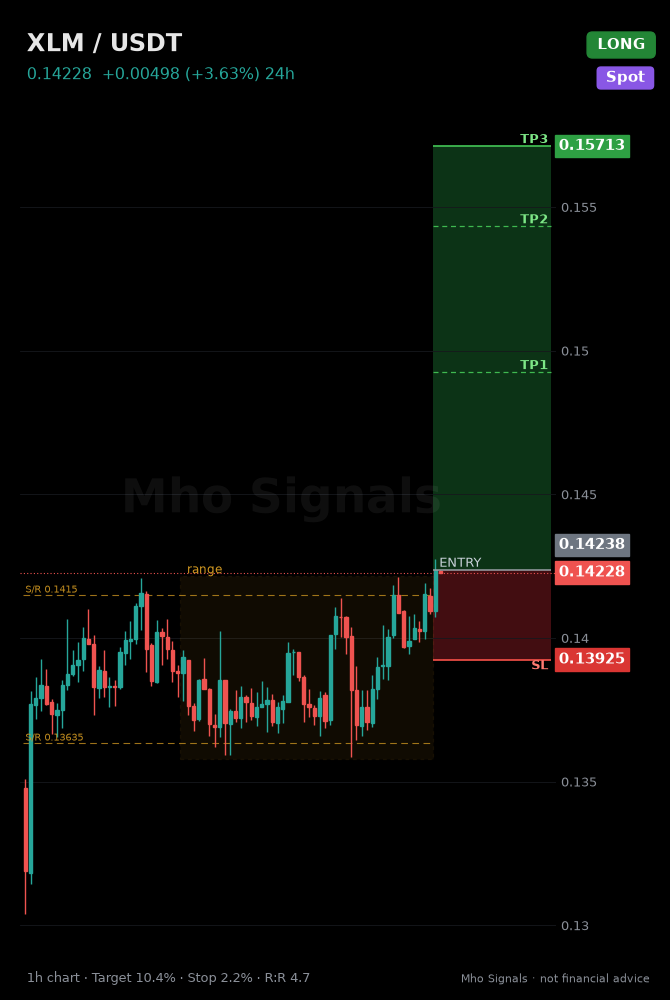 XLM / USDT
LONG
0.14228 +0.00498 (+3.63%) 24h
Spot
TP3
0.15713
0.155
TP2
0.15
TP1
Mho Signals
0.145
0.14238
ENTRY
range
0.14228
S/R 0.1415
0.14
0.13925
SL
S/R 0.13635
0.135
0.13
1h chart · Target 10.4% · Stop 2.2% · R:R 4.7
Mho Signals · not financial advice